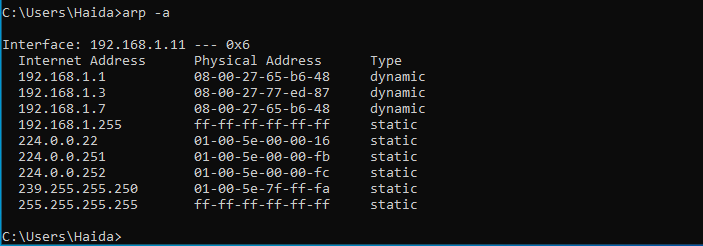 C:\Users\Haida>arp -a
Interface: 192.168.1.11 --- 0x6
Internet Address Physical Address Type
192.168.1.1 08-00-27-65-b6-48 dynamic
192.168.1.3 08-00-27-77-ed-87 dynamic
192.168.1.7 08-00-27-65-b6-48 dynamic
192.168.1.255 ff-ff-ff-ff-ff-ff static
224.0.0.22 01-00-5e-00-00-16 static
224.0.0.251 01-00-5e-00-00-fb static
224.0.0.252 01-00-5e-00-00-fc static
239.255.255.250 01-00-5e-7f-ff-fa static
255.255.255.255 ff-ff-ff-ff-ff-ff static
C:\Users\Haida>